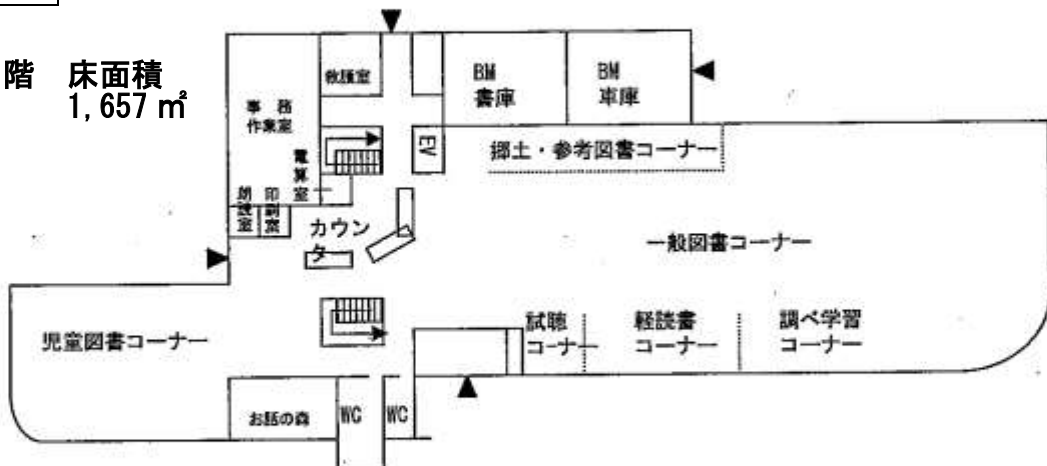 階 床面積
1,657 ㎡
救護室
BM
書庫
BM
車庫
事務
作業室
EV
郷土・参考図書コーナー
電算室
朗読室
印刷室
カウン
ター
一般図書コーナー
児童図書コーナー
試聴
コーナー
軽読書
コーナー
調べ学習
コーナー
お話の森
WC
WC